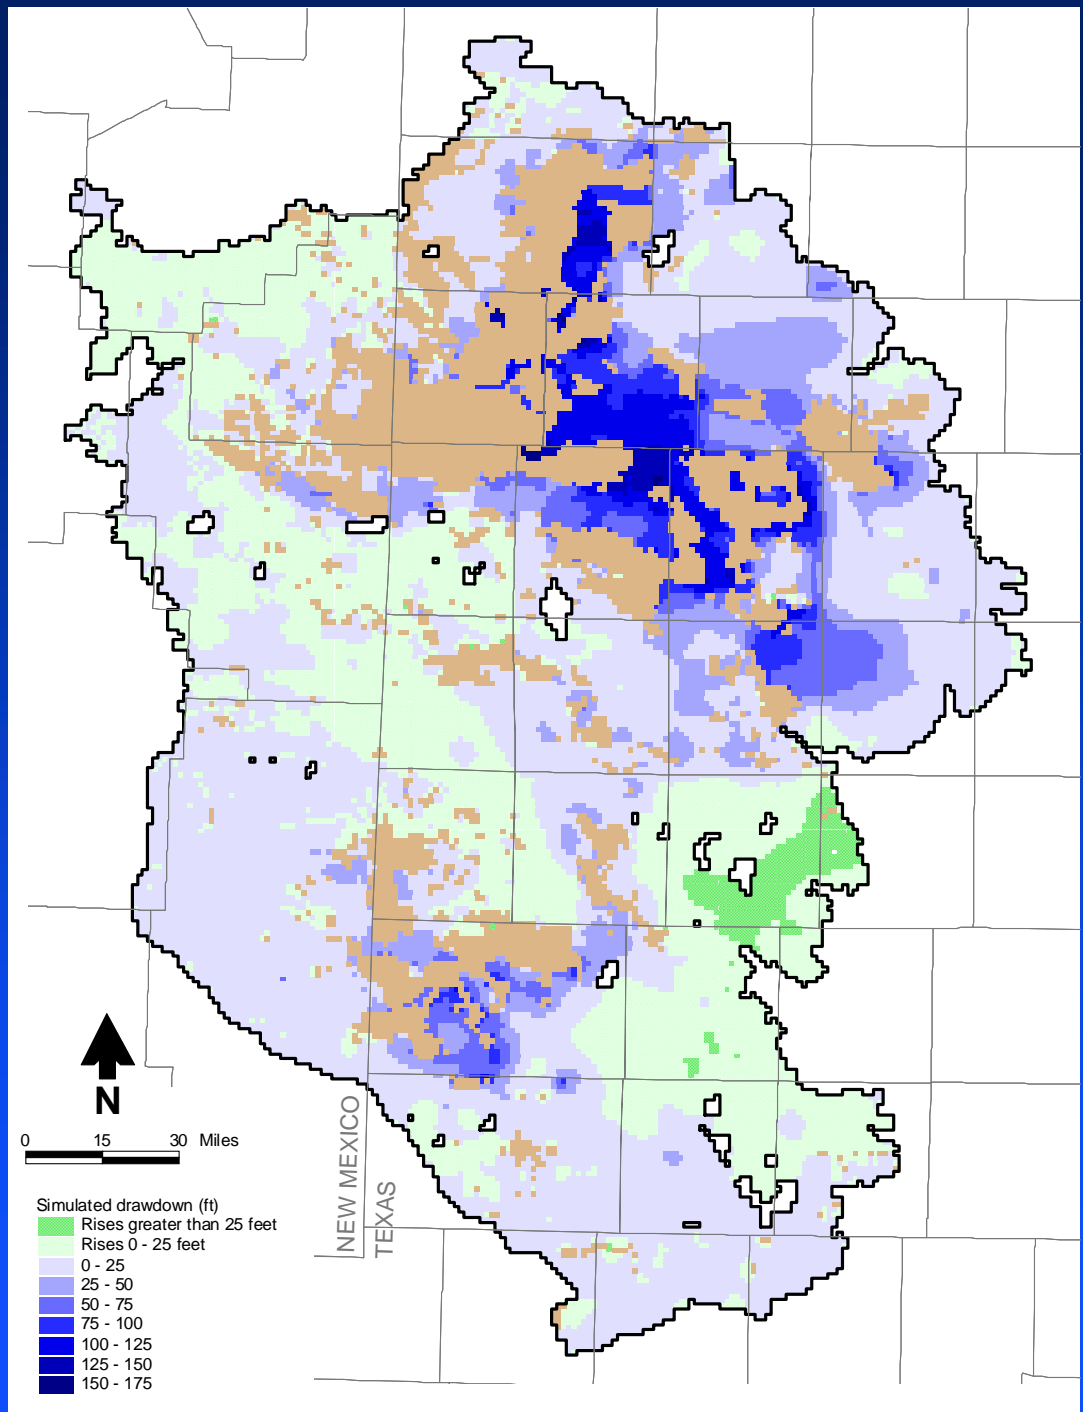 N
0 15 30 Miles
NEW MEXICO
TEXAS
Simulated drawdown (ft)
Rises greater than 25 feet
Rises 0 - 25 feet
0 - 25
25 - 50
50 - 75
75 - 100
100 - 125
125 - 150
150 - 175